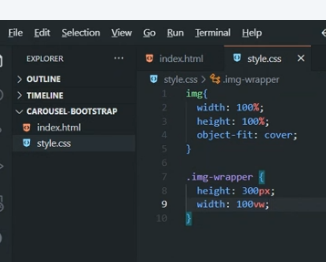 File Edit Selection View Go Run Terminal Help
EXPLORER ... index.html style.css ×
OUTLINE
TIMELINE
CAROUSEL-BOOTSTRAP
index.html
style.css
style.css > .img-wrapper
1 img{
2 width: 100%;
3 height: 100%;
4 object-fit: cover;
5 }
6
7 .img-wrapper {
8 height: 300px;
9 width: 100vw;
10 }